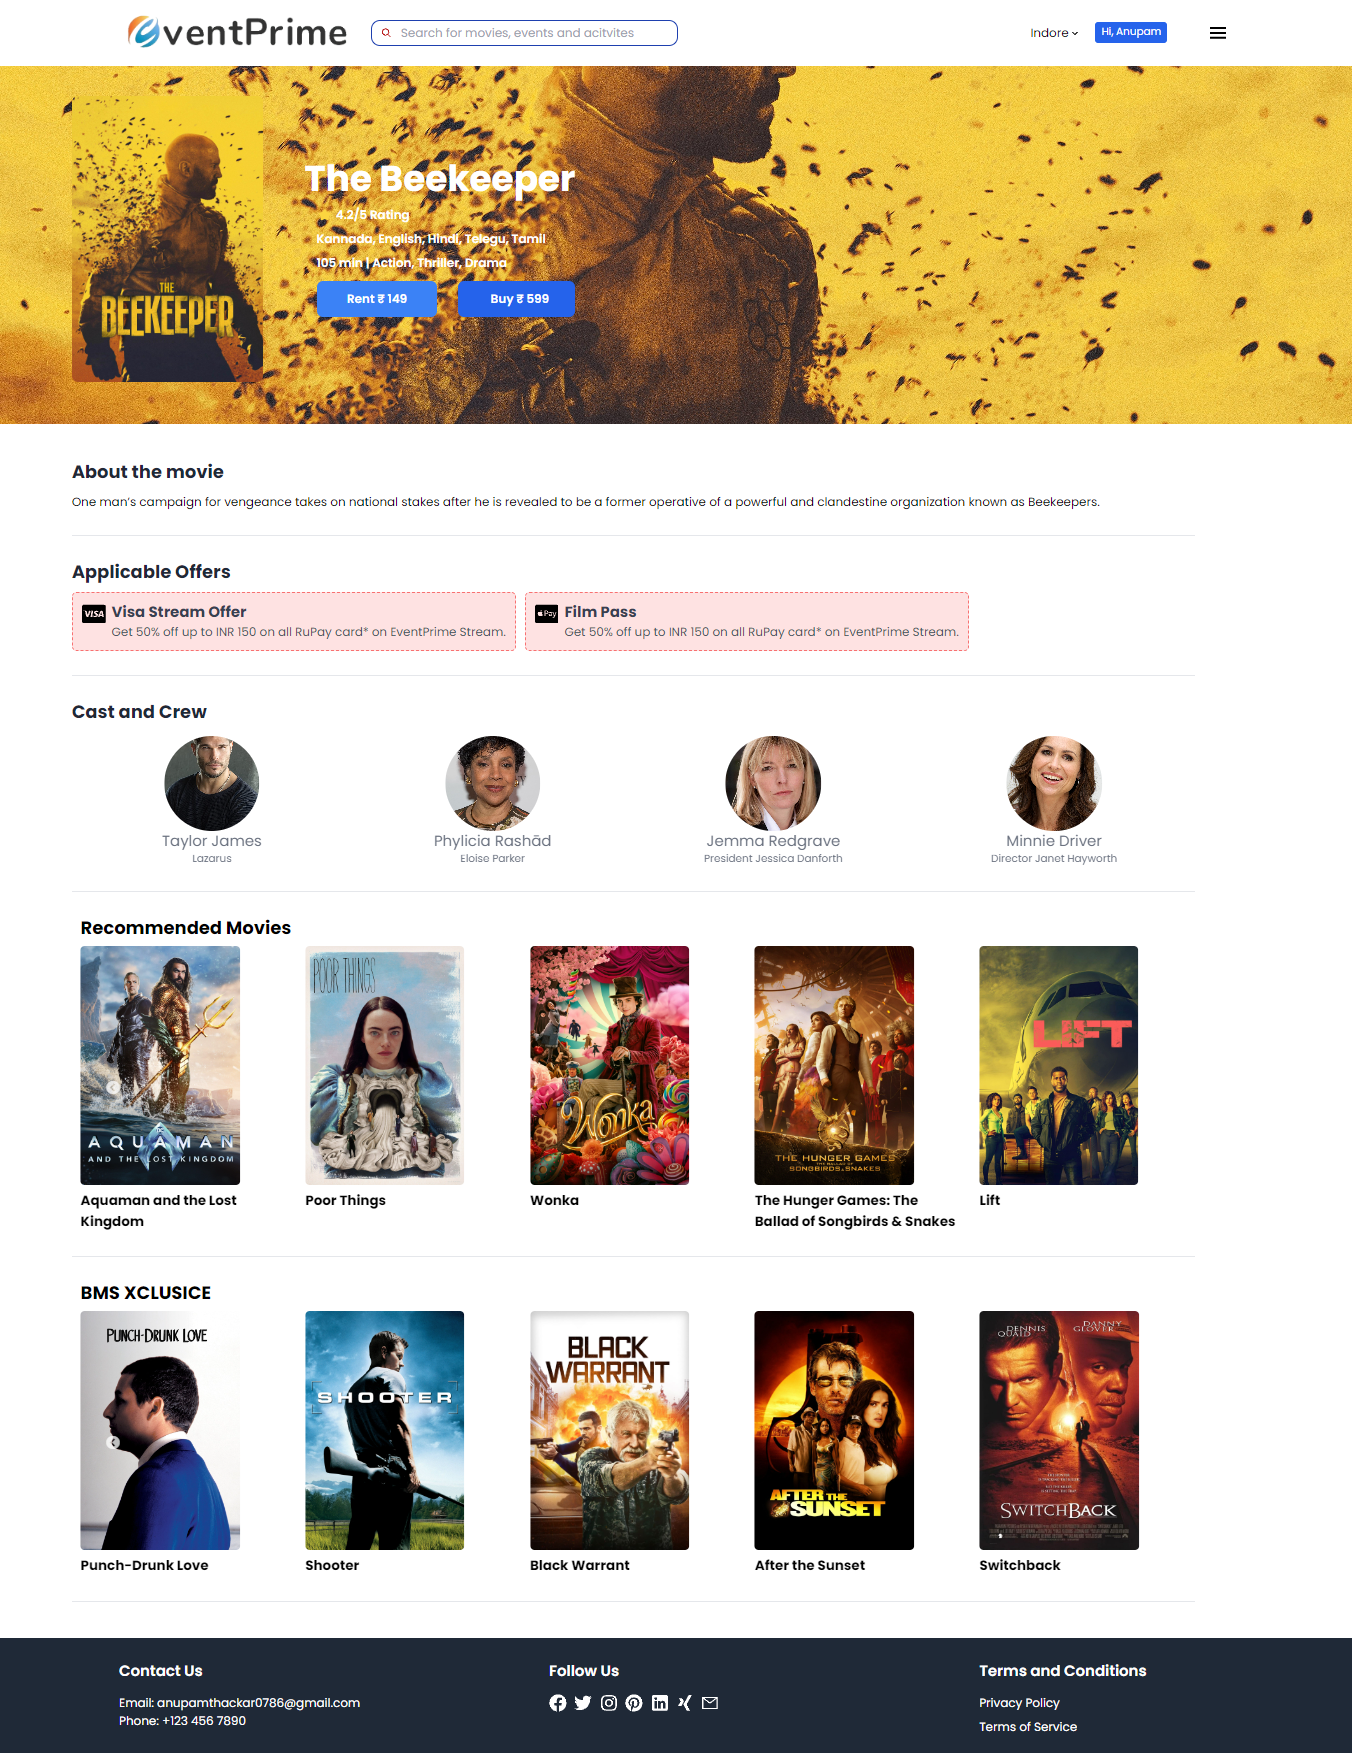 ventPrime
Search for movies, events and acitvites
Indore
Hi, Anupam
THE
BEEKEEPER
The Beekeeper
4.2/5 Rating
Kannada, English, Hindi, Telegu, Tamil
105 min | Action, Thriller, Drama
Rent ₹ 149
Buy ₹ 599
About the movie
One man's campaign for vengeance takes on national stakes after he is revealed to be a former operative of a powerful and clandestine organization known as Beekeepers.
Applicable Offers
VISA
Visa Stream Offer
Get 50% off up to INR 150 on all RuPay card* on EventPrime Stream.
Pay
Film Pass
Get 50% off up to INR 150 on all RuPay card* on EventPrime Stream.
Cast and Crew
Taylor James
Lazarus
Phylicia Rashād
Eloise Parker
Jemma Redgrave
President Jessica Danforth
Minnie Driver
Director Janet Hayworth
Recommended Movies
AQUAMAN
AND THE LOST KINGDOM
POOR THINGS
Wonka
THE HUNGER GAMES
THE BALLAD OF
SONGBIRDS & SNAKES
LIFT
Aquaman and the Lost
Kingdom
Poor Things
Wonka
The Hunger Games: The
Ballad of Songbirds & Snakes
Lift
BMS XCLUSICE
PUNCH-DRUNK LOVE
SHOOTER
BLACK
WARRANT
AFTER THE
SUNSET
DENNIS
QUAID
DANNY
GLOVER
SWITCHBACK
Punch-Drunk Love
Shooter
Black Warrant
After the Sunset
Switchback
Contact Us
Email: anupamthackar0786@gmail.com
Phone: +123 456 7890
Follow Us
Terms and Conditions
Privacy Policy
Terms of Service